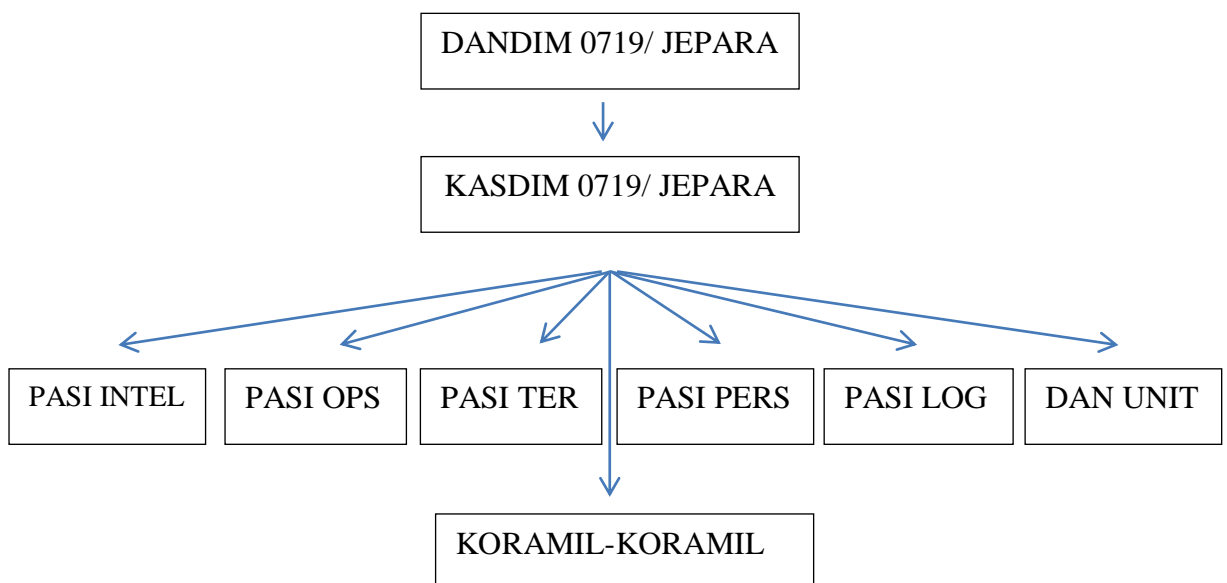 DANDIM 0719/ JEPARA
KASDIM 0719/ JEPARA
PASI INTEL
PASI OPS
PASI TER
PASI PERS
PASI LOG
DAN UNIT
KORAMIL-KORAMIL